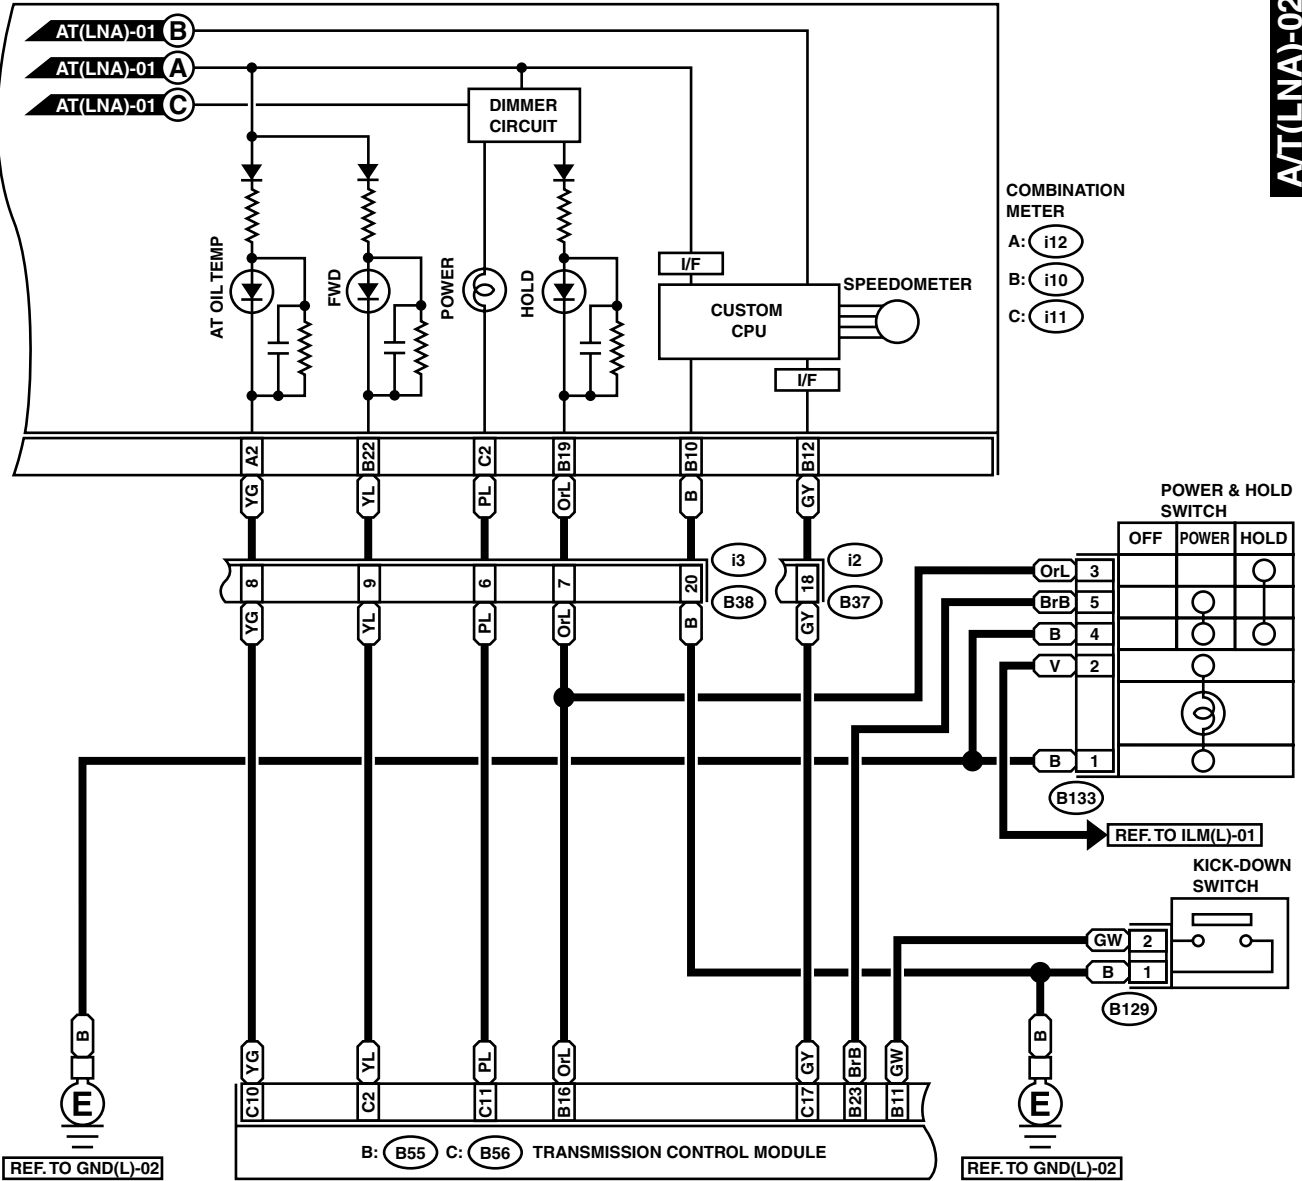 A/T(LNA)-02
AT(LNA)-01 B
AT(LNA)-01 A
AT(LNA)-01 C
DIMMER
CIRCUIT
COMBINATION
METER
A: i12
B: i10
C: i11
AT OIL TEMP
FWD
POWER
HOLD
I/F
CUSTOM
CPU
I/F
SPEEDOMETER
A2 B22 C2 B19 B10 B12
YG YL PL OrL B GY
POWER & HOLD
SWITCH
OFF POWER HOLD
i3 i2
8 9 6 7 20 18
B38 B37
YG YL PL OrL B GY
OrL 3
BrB 5
B 4
V 2
B 1
B133
REF. TO ILM(L)-01
KICK-DOWN
SWITCH
GW 2
B 1
B129
B B
YG YL PL OrL GY BrB GW
C10 C2 C11 B16 C17 B23 B11
E E
B: B55 C: B56 TRANSMISSION CONTROL MODULE
REF. TO GND(L)-02 REF. TO GND(L)-02